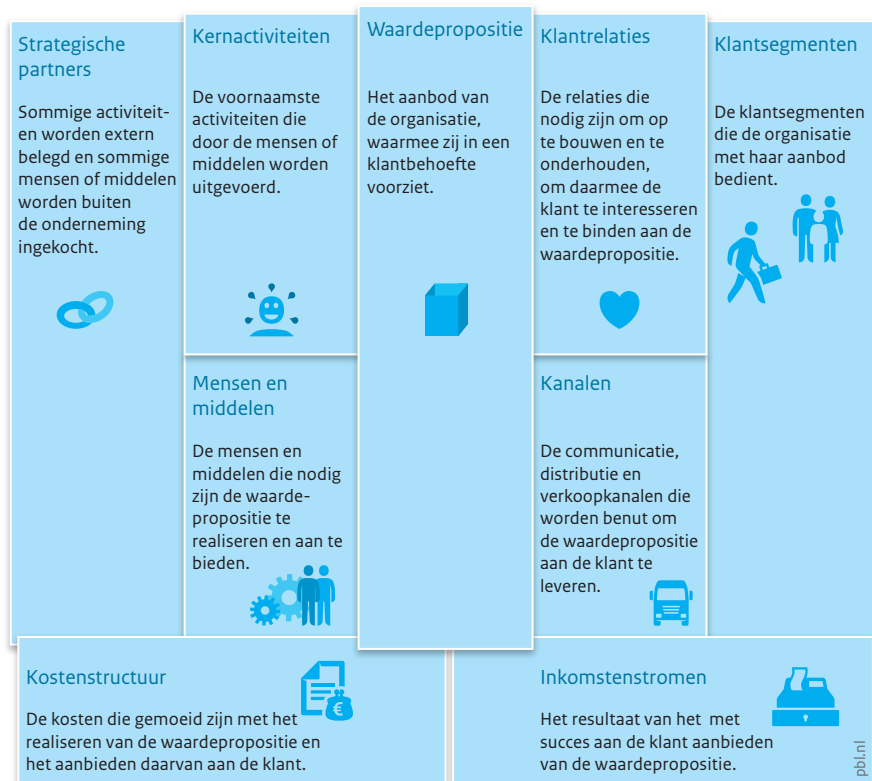 Strategische
partners
Sommige activiteit-
en worden extern
belegd en sommige
mensen of middelen
worden buiten
de onderneming
ingekocht.
Kernactiviteiten
De voornaamste
activiteiten die
door de mensen of
middelen worden
uitgevoerd.
Mensen en
middelen
De mensen en
middelen die nodig
zijn de waarde-
propositie te
realiseren en aan te
bieden.
Waardepropositie
Het aanbod van
de organisatie,
waarmee zij in een
klantbehoefte
voorziet.
Klantrelaties
De relaties die
nodig zijn om op
te bouwen en te
onderhouden,
om daarmee de
klant te interesseren
en te binden aan de
waardepropositie.
Kanalen
De communicatie,
distributie en
verkoopkanalen die
worden benut om
de waardepropositie
aan de klant te
leveren.
Klantsegmenten
De klantsegmenten
die de organisatie
met haar aanbod
bedient.
Kostenstructuur
€
De kosten die gemoeid zijn met het
realiseren van de waardepropositie en
het aanbieden daarvan aan de klant.
Inkomstenstromen
Het resultaat van het met
succes aan de klant aanbieden
van de waardepropositie.
pbl.nl